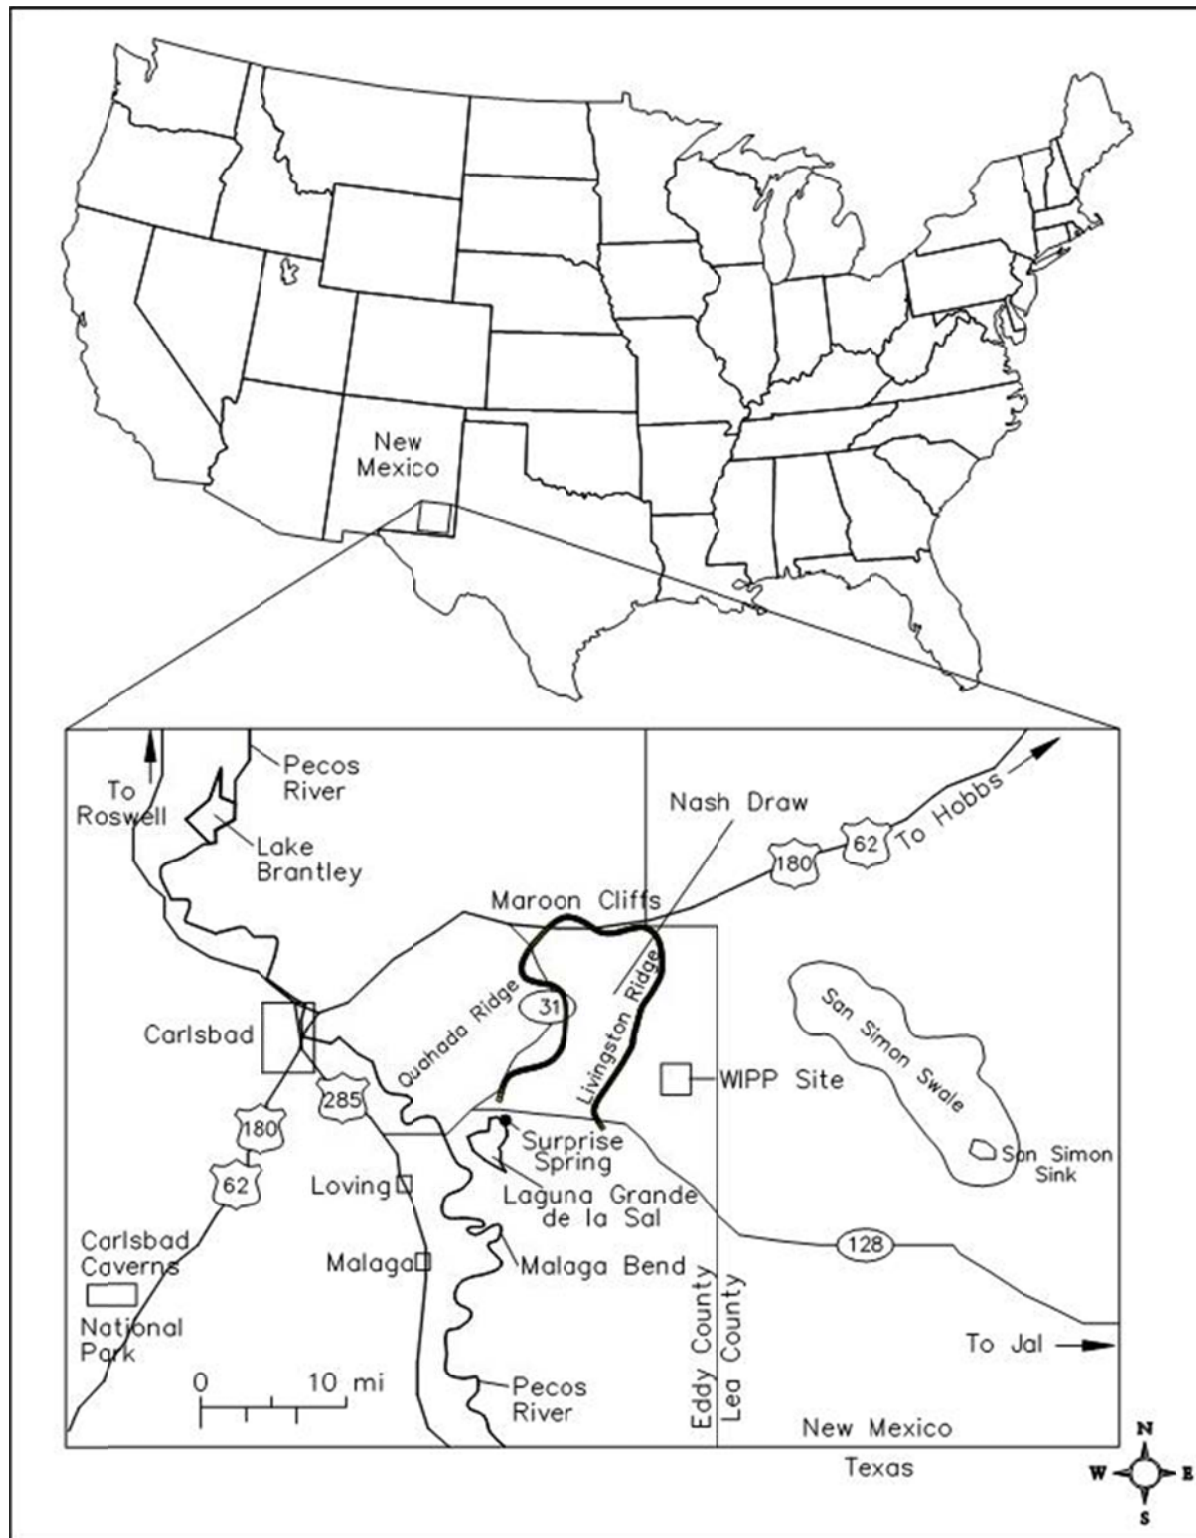 New
Mexico
Pecos
River
To
Roswell
Lake
Brantley
Nash Draw
To Hobbs
62
180
Maroon Cliffs
Quahada Ridge
31
Livingston Ridge
San Simon Swale
Carlsbad
WIPP Site
285
180
62
Surprise
Spring
San Simon
Sink
Loving
Laguna Grande
de la Sal
Malaga
Malaga Bend
128
Carlsbad
Caverns
National
Park
Eddy County
Lea County
To Jal
0 10 mi
Pecos
River
New Mexico
Texas
N
W E
S